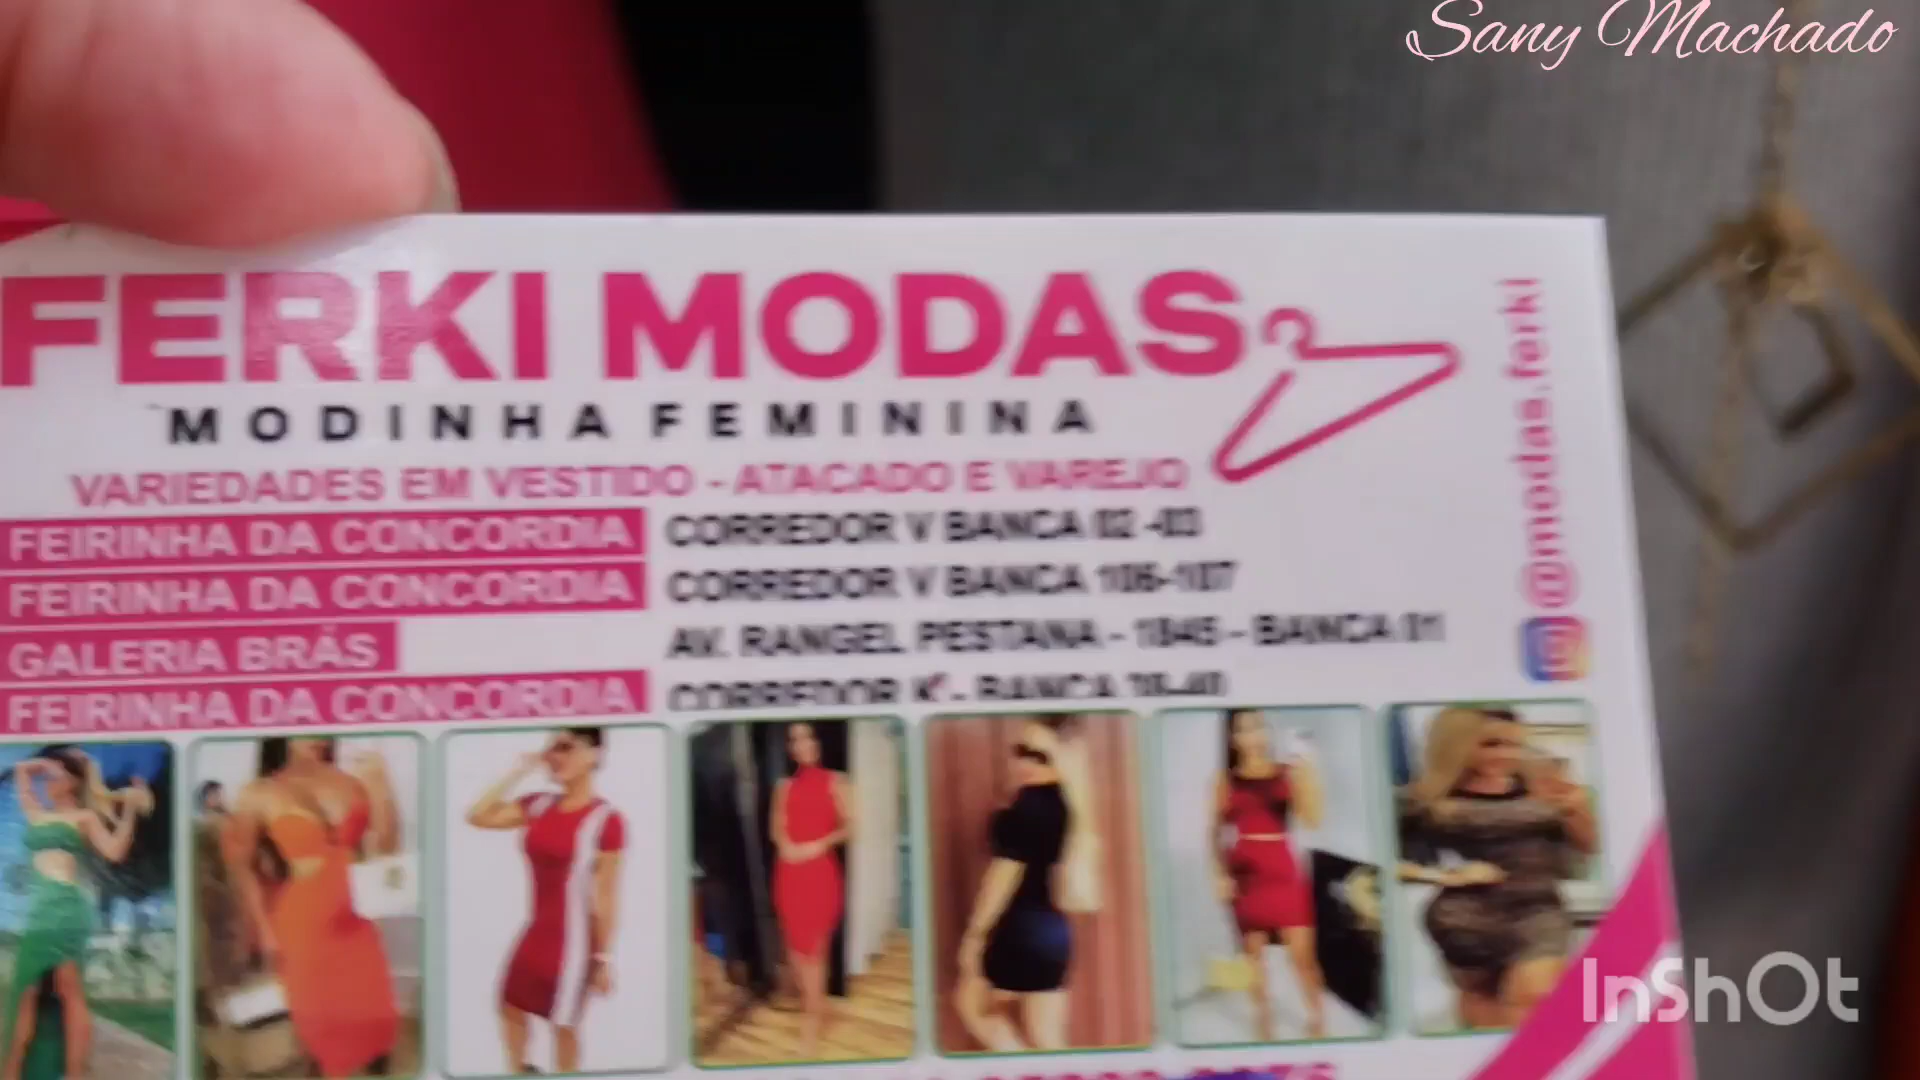 Sany Machado
FERKI MODAS
MODINHA FEMININA
VARIEDADES EM VESTIDO - ATACADO E VAREJO
FEIRINHA DA CONCORDIA CORREDOR V BANCA 02 -03
FEIRINHA DA CONCORDIA CORREDOR V BANCA 106-107
GALERIA BRÁS AV. RANGEL PESTANA - 1845 - BANCA 01
FEIRINHA DA CONCORDIA CORREDOR K - BANCA
@modas.ferki
InShOt